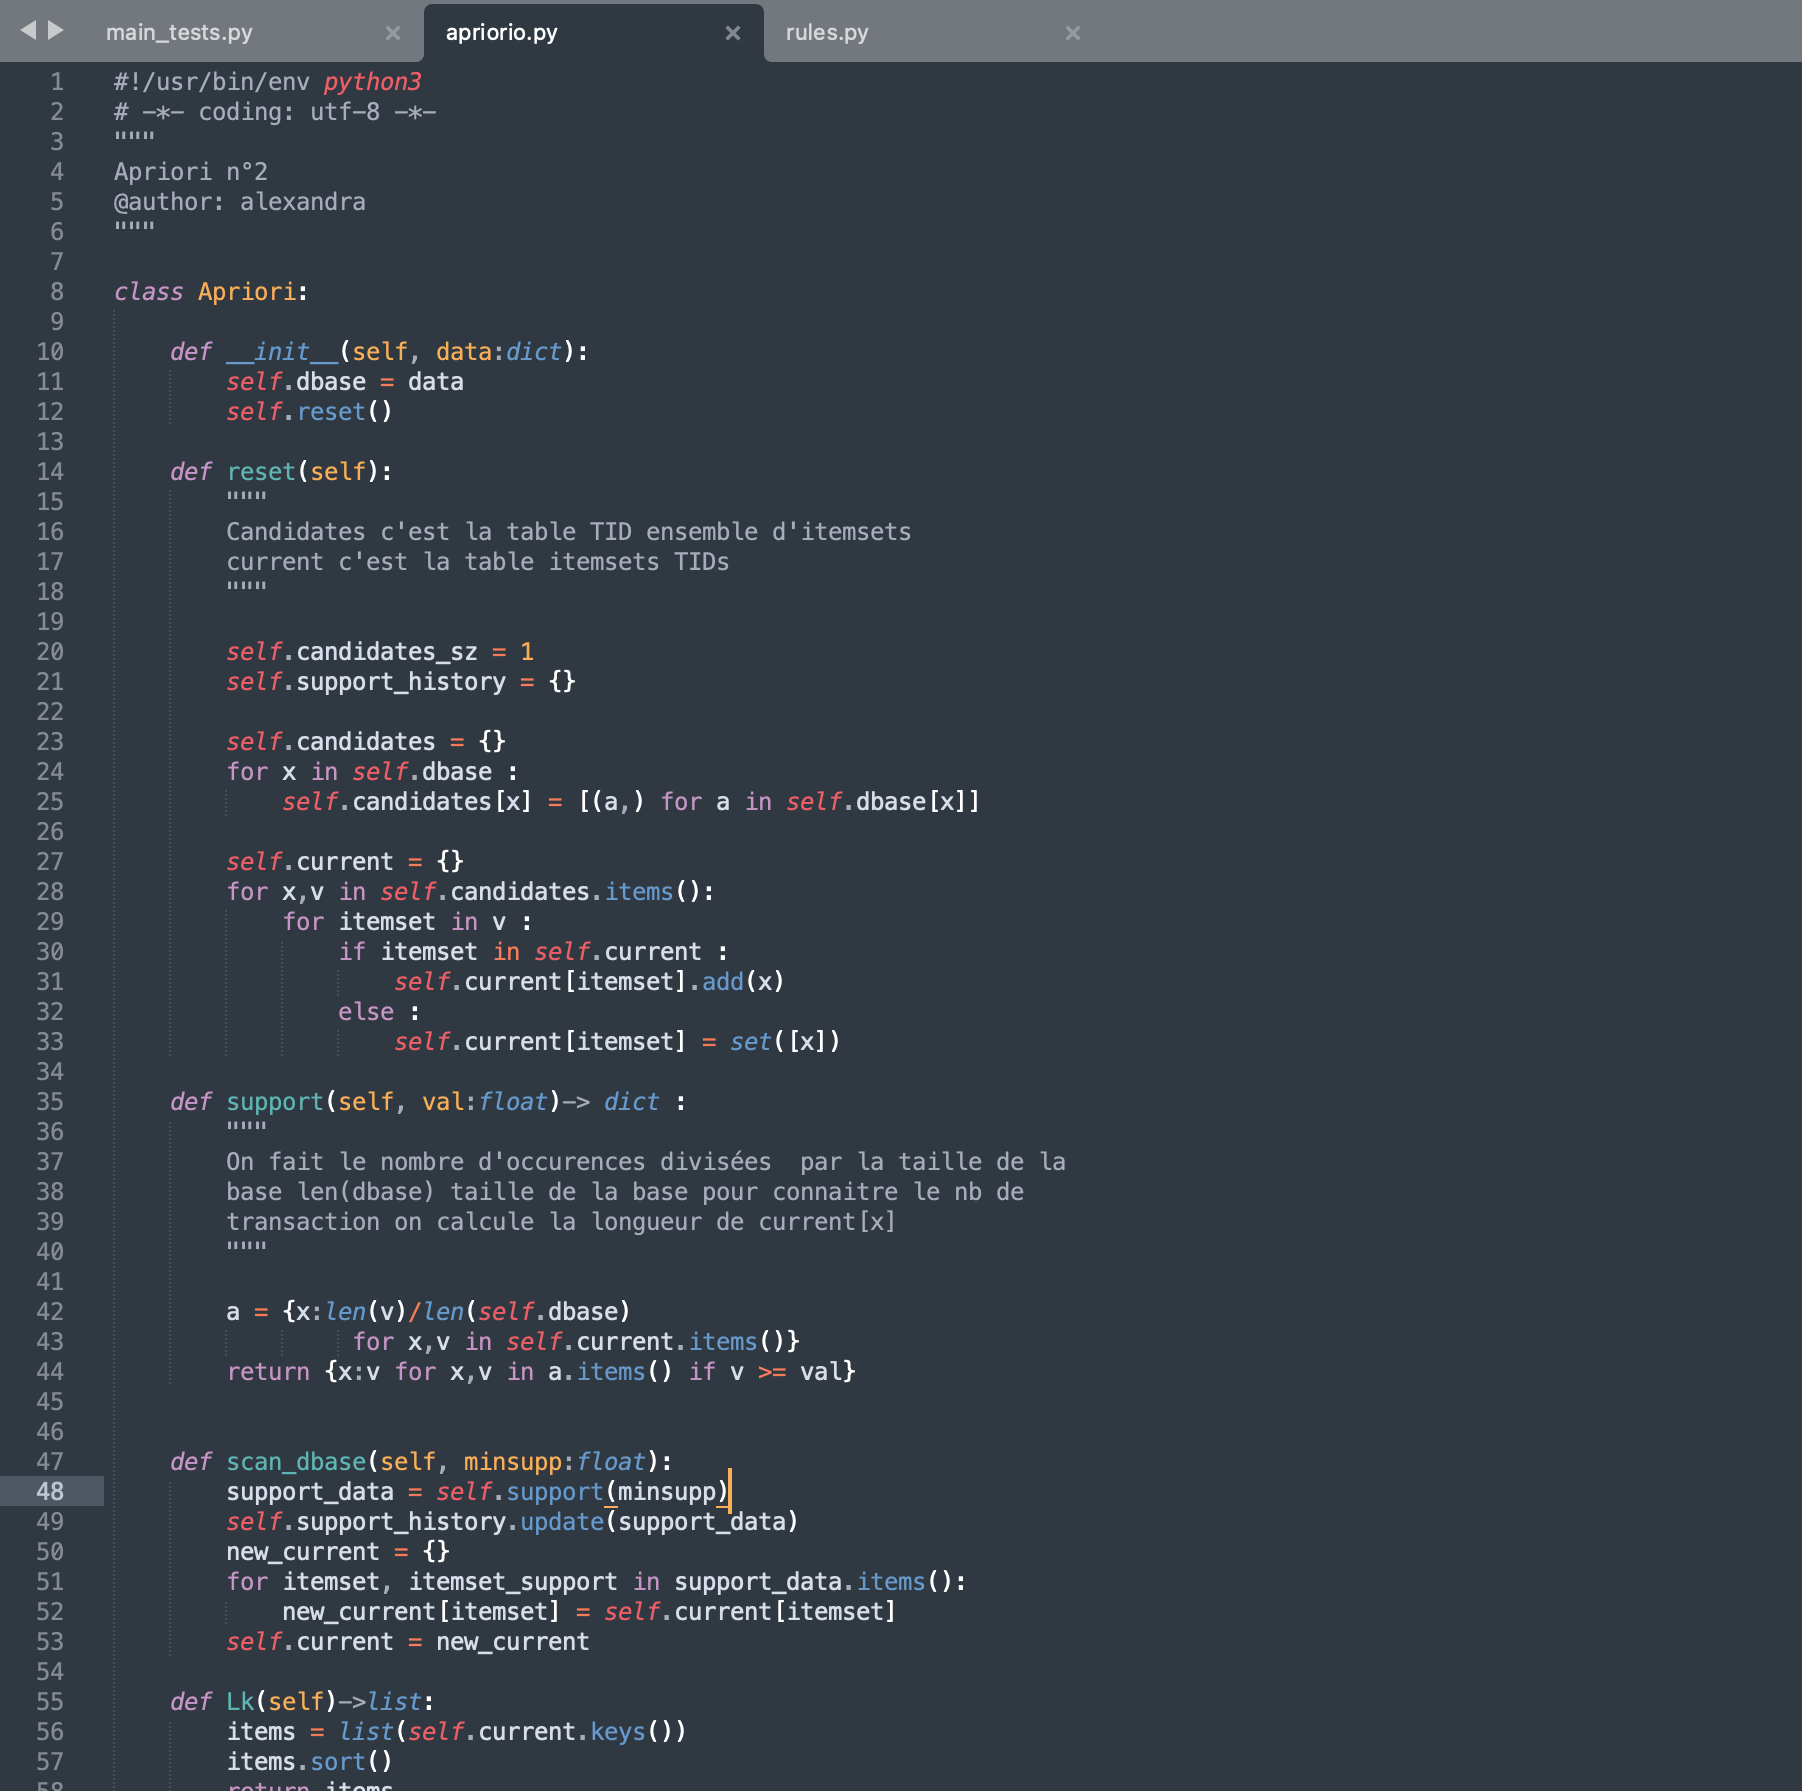 main_tests.py × apriorio.py × rules.py ×
1 #!/usr/bin/env python3
2 # -*- coding: utf-8 -*-
3 """
4 Apriori n°2
5 @author: alexandra
6 """
7
8 class Apriori:
9
10     def __init__(self, data:dict):
11         self.dbase = data
12         self.reset()
13
14     def reset(self):
15         """
16         Candidates c'est la table TID ensemble d'itemsets
17         current c'est la table itemsets TIDs
18         """
19
20         self.candidates_sz = 1
21         self.support_history = {}
22
23         self.candidates = {}
24         for x in self.dbase :
25             self.candidates[x] = [(a,) for a in self.dbase[x]]
26
27         self.current = {}
28         for x,v in self.candidates.items():
29             for itemset in v :
30                 if itemset in self.current :
31                     self.current[itemset].add(x)
32                 else :
33                     self.current[itemset] = set([x])
34
35     def support(self, val:float)-> dict :
36         """
37         On fait le nombre d'occurences divisées  par la taille de la
38         base len(dbase) taille de la base pour connaitre le nb de
39         transaction on calcule la longueur de current[x]
40         """
41
42         a = {x:len(v)/len(self.dbase)
43                  for x,v in self.current.items()}
44         return {x:v for x,v in a.items() if v >= val}
45
46
47     def scan_dbase(self, minsupp:float):
48         support_data = self.support(minsupp)
49         self.support_history.update(support_data)
50         new_current = {}
51         for itemset, itemset_support in support_data.items():
52             new_current[itemset] = self.current[itemset]
53         self.current = new_current
54
55     def Lk(self)->list:
56         items = list(self.current.keys())
57         items.sort()
58         return items